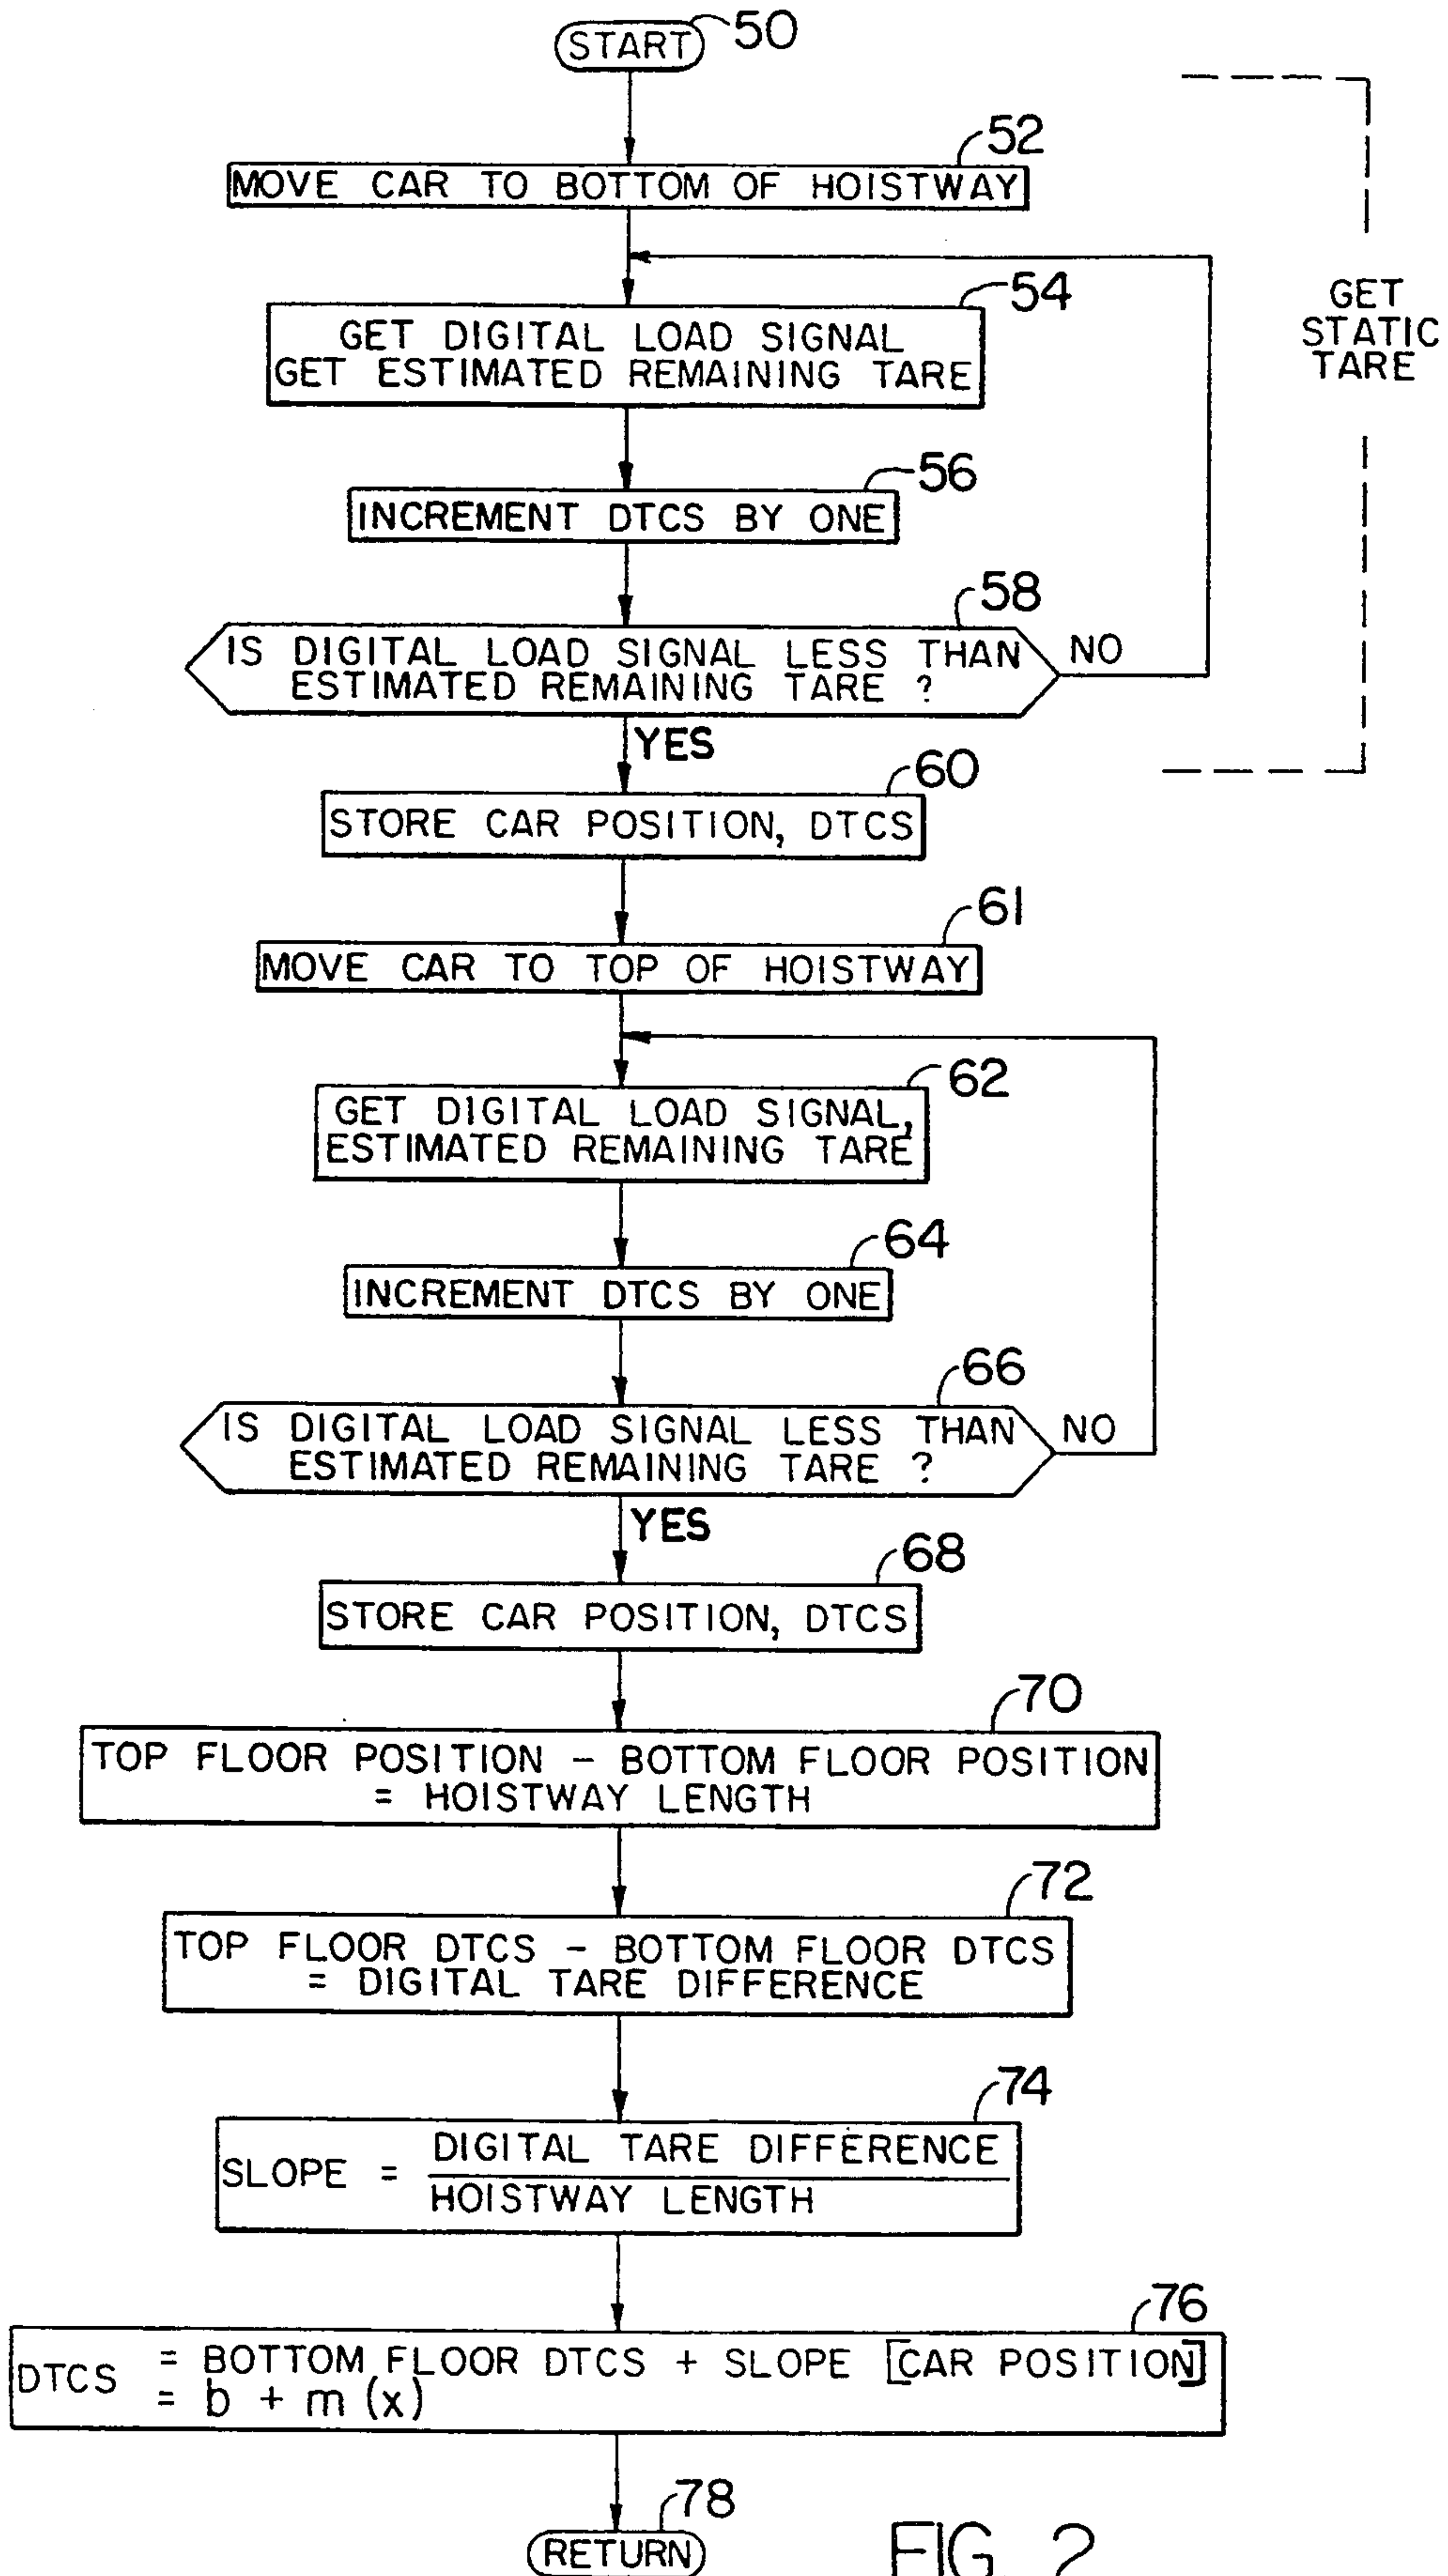 START 50
52
MOVE CAR TO BOTTOM OF HOISTWAY
54
GET DIGITAL LOAD SIGNAL
GET ESTIMATED REMAINING TARE
GET
STATIC
TARE
56
INCREMENT DTCS BY ONE
58
IS DIGITAL LOAD SIGNAL LESS THAN
ESTIMATED REMAINING TARE ?
NO
YES
60
STORE CAR POSITION, DTCS
61
MOVE CAR TO TOP OF HOISTWAY
62
GET DIGITAL LOAD SIGNAL,
ESTIMATED REMAINING TARE
64
INCREMENT DTCS BY ONE
66
IS DIGITAL LOAD SIGNAL LESS THAN
ESTIMATED REMAINING TARE ?
NO
YES
68
STORE CAR POSITION, DTCS
70
TOP FLOOR POSITION - BOTTOM FLOOR POSITION
= HOISTWAY LENGTH
72
TOP FLOOR DTCS - BOTTOM FLOOR DTCS
= DIGITAL TARE DIFFERENCE
74
SLOPE = DIGITAL TARE DIFFERENCE
HOISTWAY LENGTH
76
DTCS = BOTTOM FLOOR DTCS + SLOPE [CAR POSITION]
= b + m (x)
78
RETURN
FIG. 2